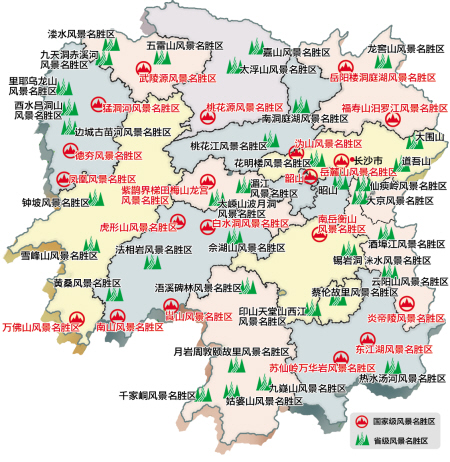 溇水风景名胜区
九天洞赤溪河
风景名胜区
五雷山风景名胜区
武陵源风景名胜区
嘉山风景名胜区
太浮山风景名胜区
龙窖山风景名胜区
岳阳楼洞庭湖风景名胜区
里耶乌龙山
风景名胜区
酉水吕洞山
风景名胜区
猛洞河风景名胜区
桃花源风景名胜区
南洞庭湖风景名胜区
福寿山汨罗江风景名胜区
边城古苗河风景名胜区
桃花江风景名胜区
沩山风景名胜区
大围山
德夯风景名胜区
花明楼风景名胜区
长沙市
道吾山
凤凰风景名胜区
紫鹊界梯田梅山龙宫
风景名胜区
韶山
岳麓山风景名胜区
湄江
风景名胜区
昭山
仙庾岭风景名胜区
大京风景名胜区
钟坡风景名胜区
太嵊山波月洞
风景名胜区
虎形山风景名胜区
白水洞风景名胜区
南岳衡山
风景名胜区
酒埠江风景名胜区
雪峰山风景名胜区
法相岩风景名胜区
佘湖山风景名胜区
锡岩洞
洣水风景名胜区
云阳山风景名胜区
黄桑风景名胜区
浯溪碑林风景名胜区
蔡伦故里风景名胜区
万佛山风景名胜区
南山风景名胜区
崀山风景名胜区
印山天堂山西江
风景名胜区
炎帝陵风景名胜区
月岩周敦颐故里风景名胜区
东江湖风景名胜区
苏仙岭万华岩风景名胜区
热水汤河风景名胜区
千家峒风景名胜区
九嶷山风景名胜区
姑婆山风景名胜区
国家级风景名胜区
省级风景名胜区